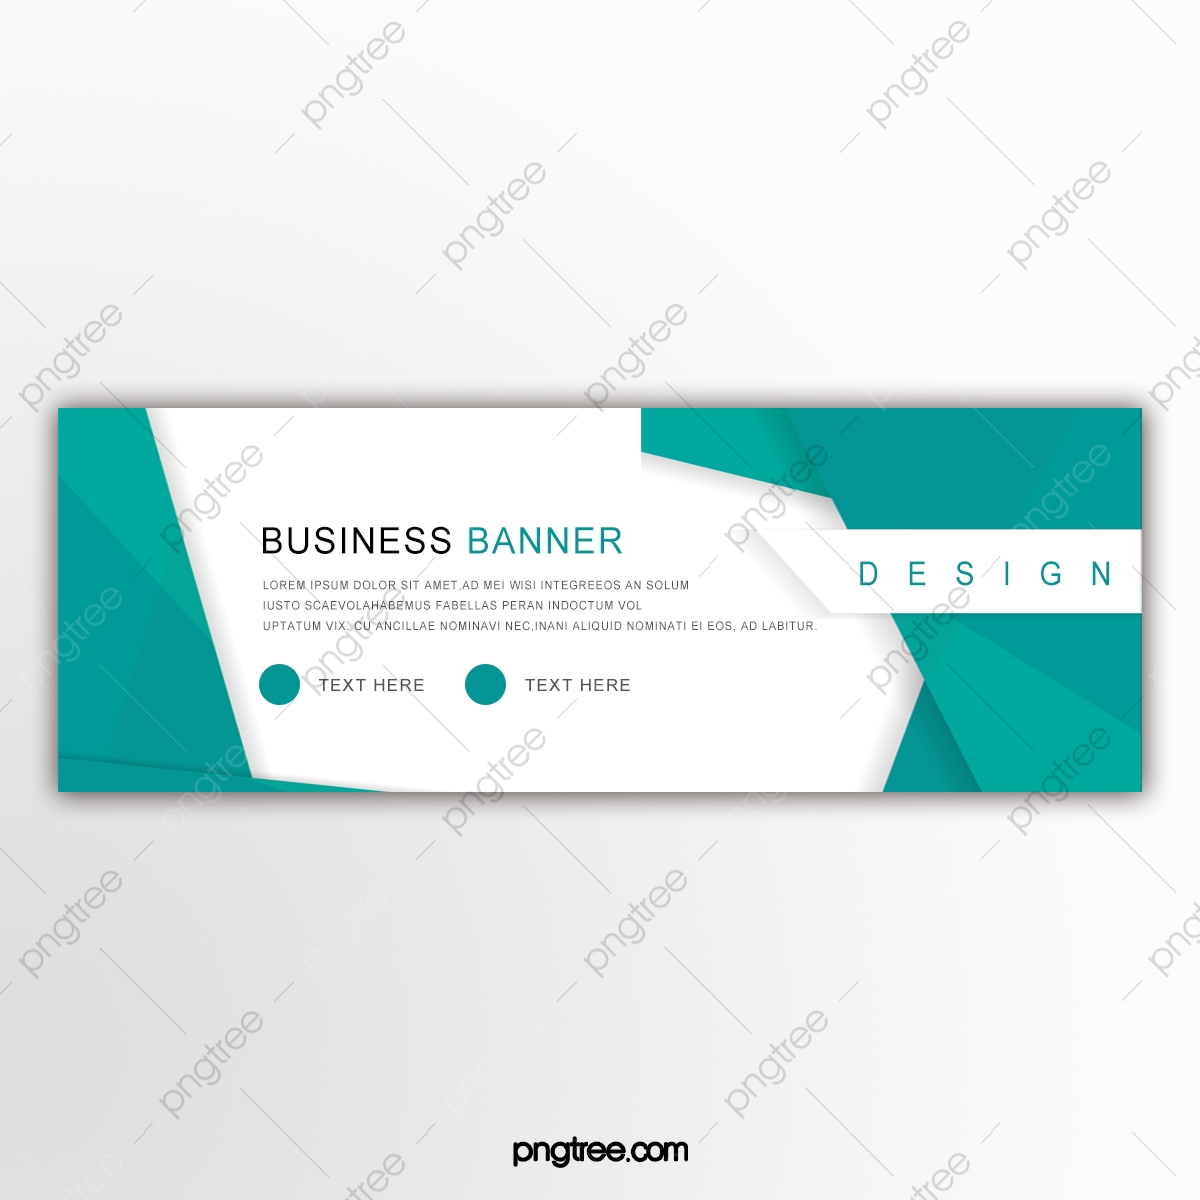 BUSINESS BANNER
LOREM IPSUM DOLOR SIT AMET,AD MEI WISI INTEGREEOS AN SOLUM
IUSTO SCAEVOLAHABEMUS FABELLAS PERAN INDOCTUM VOL
UPTATUM VIX. CU ANCILLAE NOMINAVI NEC,INANI ALIQUID NOMINATI EI EOS, AD LABITUR.
TEXT HERE TEXT HERE
DESIGN
pngtree.com
pngtree